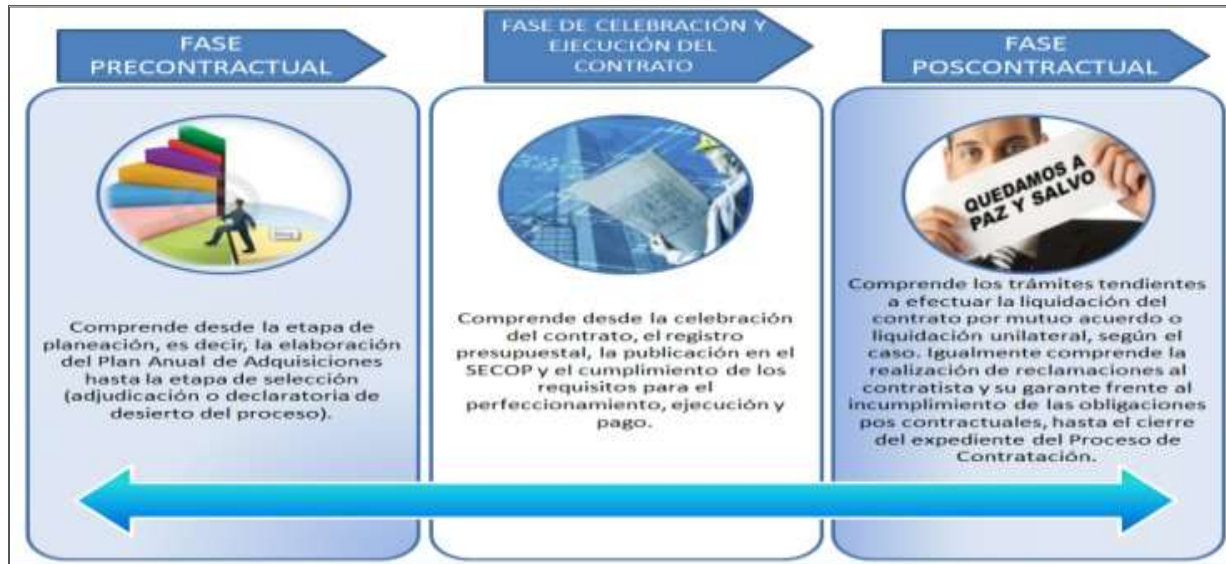 FASE
PRECONTRACTUAL
Comprende desde la etapa de
planeación, es decir, la elaboración
del Plan Anual de Adquisiciones
hasta la etapa de selección
(adjudicación o declaratoria de
desierto del proceso).
FASE DE CELEBRACIÓN Y
EJECUCIÓN DEL
CONTRATO
Comprende desde la celebración
del contrato, el registro
presupuestal, la publicación en el
SECOP y el cumplimiento de los
requisitos para el
perfeccionamiento, ejecución y
pago.
FASE
POSCONTRACTUAL
QUEDAMOS A
PAZ Y SALVO
Comprende los trámites tendientes
a efectuar la liquidación del
contrato por mutuo acuerdo o
liquidación unilateral, según el
caso. Igualmente comprende la
realización de reclamaciones al
contratista y su garante frente al
incumplimiento de las obligaciones
pos contractuales, hasta el cierre
del expediente del Proceso de
Contratación.